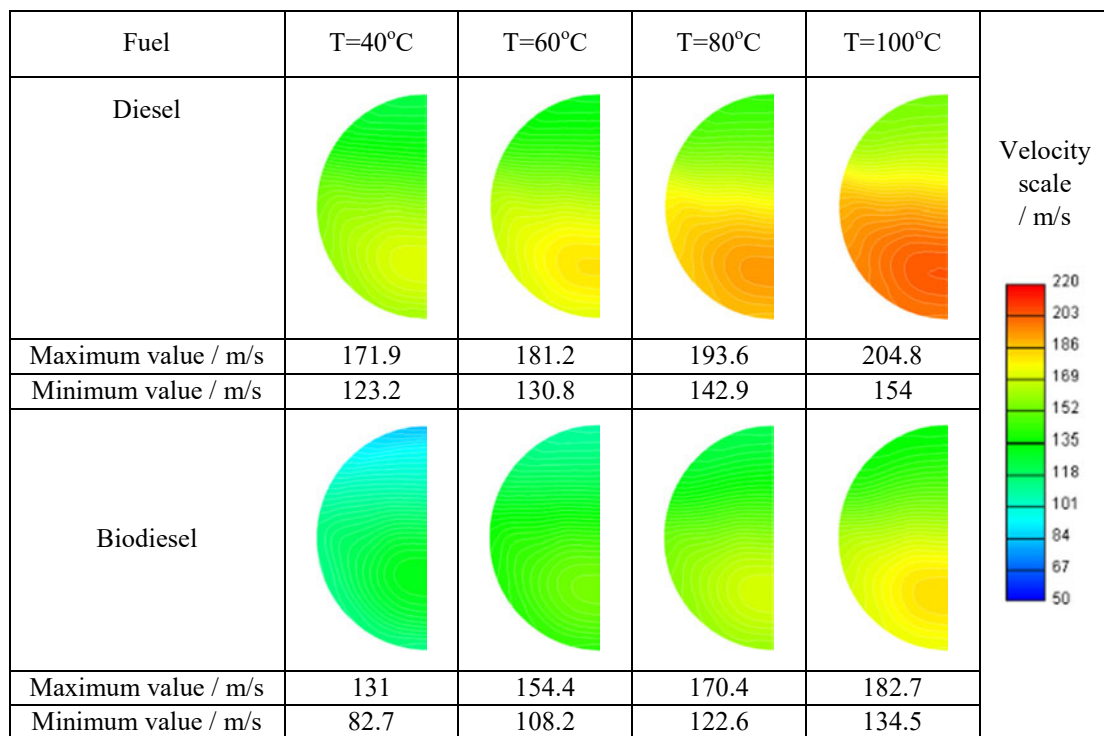 Fuel T=40°C T=60°C T=80°C T=100°C
Diesel
Velocity
scale
/ m/s
220
203
186
169
152
135
118
101
84
67
50
Maximum value / m/s 171.9 181.2 193.6 204.8
Minimum value / m/s 123.2 130.8 142.9 154
Biodiesel
Maximum value / m/s 131 154.4 170.4 182.7
Minimum value / m/s 82.7 108.2 122.6 134.5